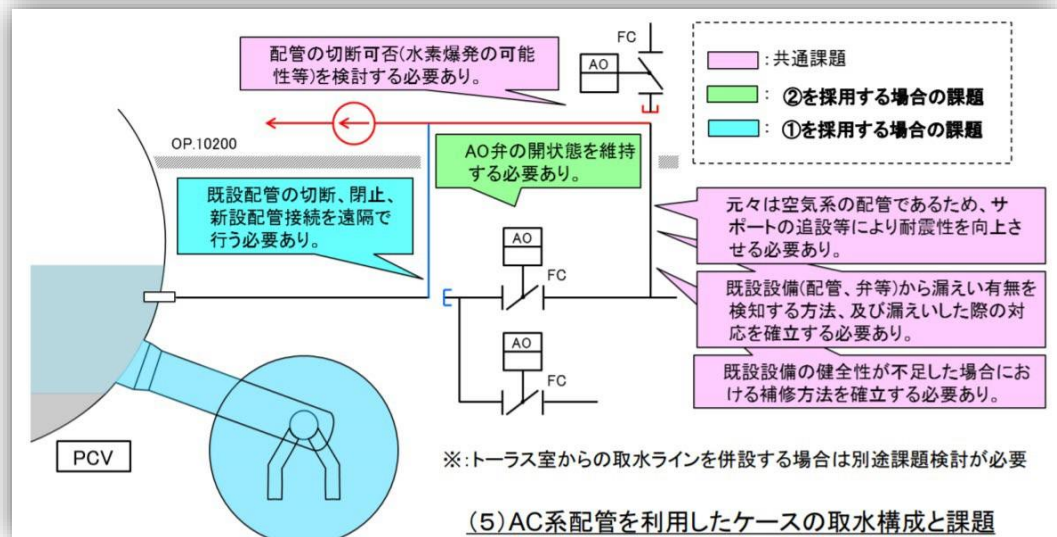 配管の切断可否(水素爆発の可能
性等)を検討する必要あり。
FC
AO
:共通課題
: ②を採用する場合の課題
: ①を採用する場合の課題
OP.10200
AO弁の開状態を維持
する必要あり。
既設配管の切断、閉止、
新設配管接続を遠隔で
行う必要あり。
元々は空気系の配管であるため、サ
ポートの追設等により耐震性を向上さ
せる必要あり。
AO
FC
既設設備(配管、弁等)から漏えい有無を
検知する方法、及び漏えいした際の対
応を確立する必要あり。
AO
FC
既設設備の健全性が不足した場合にお
ける補修方法を確立する必要あり。
PCV
※:トーラス室からの取水ラインを併設する場合は別途課題検討が必要
(5)AC系配管を利用したケースの取水構成と課題